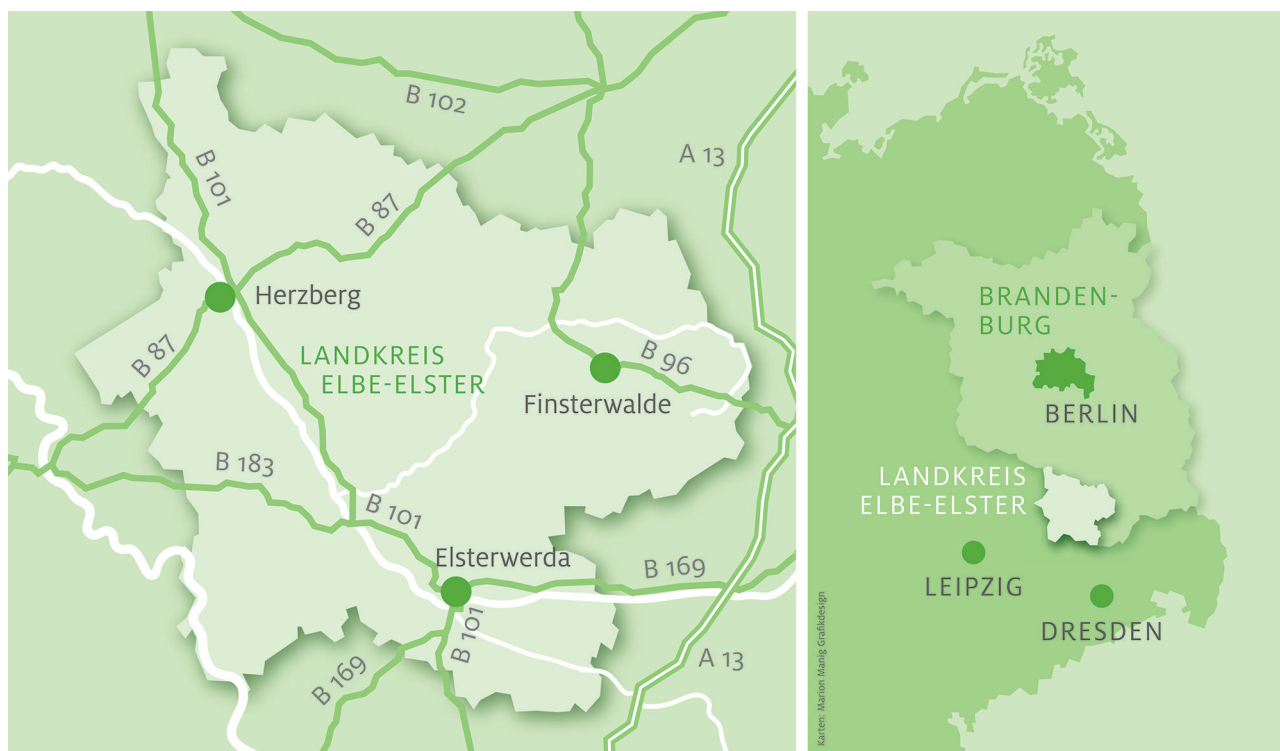 B 102
A 13
B 101
B 87
Herzberg
B 87
LANDKREIS
ELBE-ELSTER
B 96
Finsterwalde
B 183
B 101
Elsterwerda
B 169
B 101
A 13
B 169
BRANDEN-
BURG
BERLIN
LANDKREIS
ELBE-ELSTER
LEIPZIG
DRESDEN
Karten: Marion Manig Grafikdesign